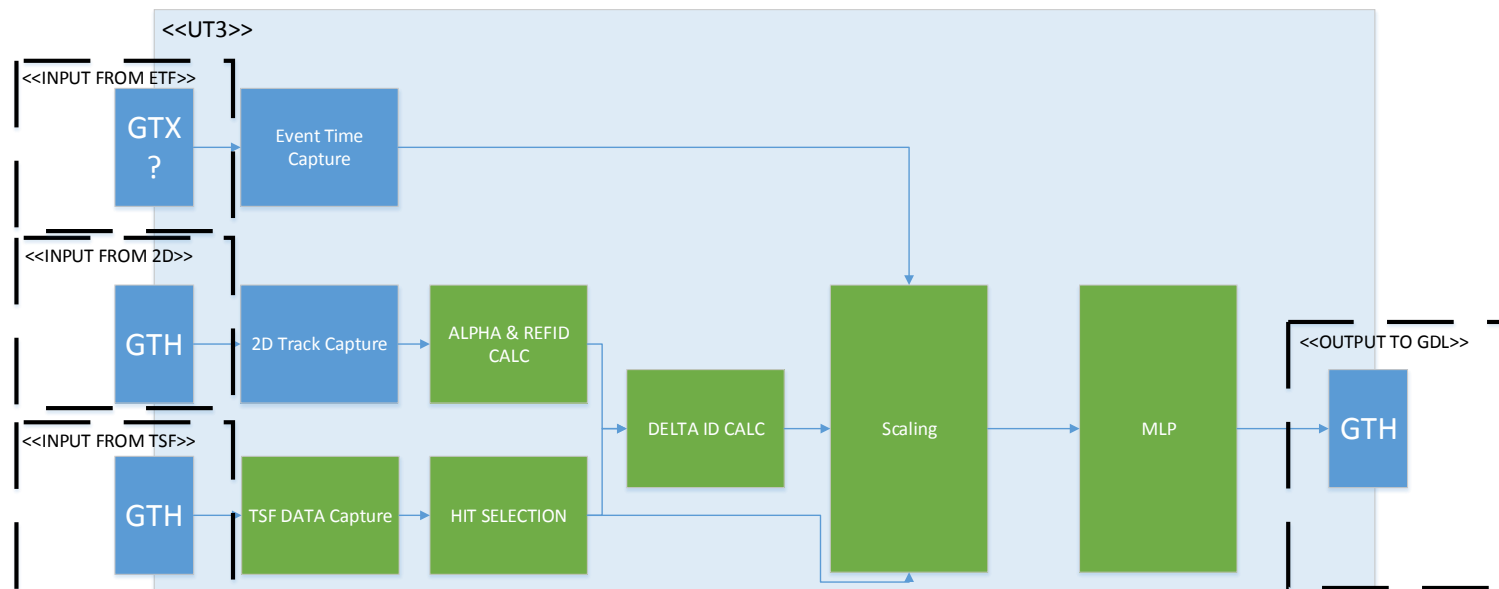 <<UT3>>
<<INPUT FROM ETF>>
GTX
?
Event Time
Capture
<<INPUT FROM 2D>>
GTH
2D Track Capture
ALPHA & REFID
CALC
DELTA ID CALC
Scaling
MLP
<<OUTPUT TO GDL>>
GTH
<<INPUT FROM TSF>>
GTH
TSF DATA Capture
HIT SELECTION